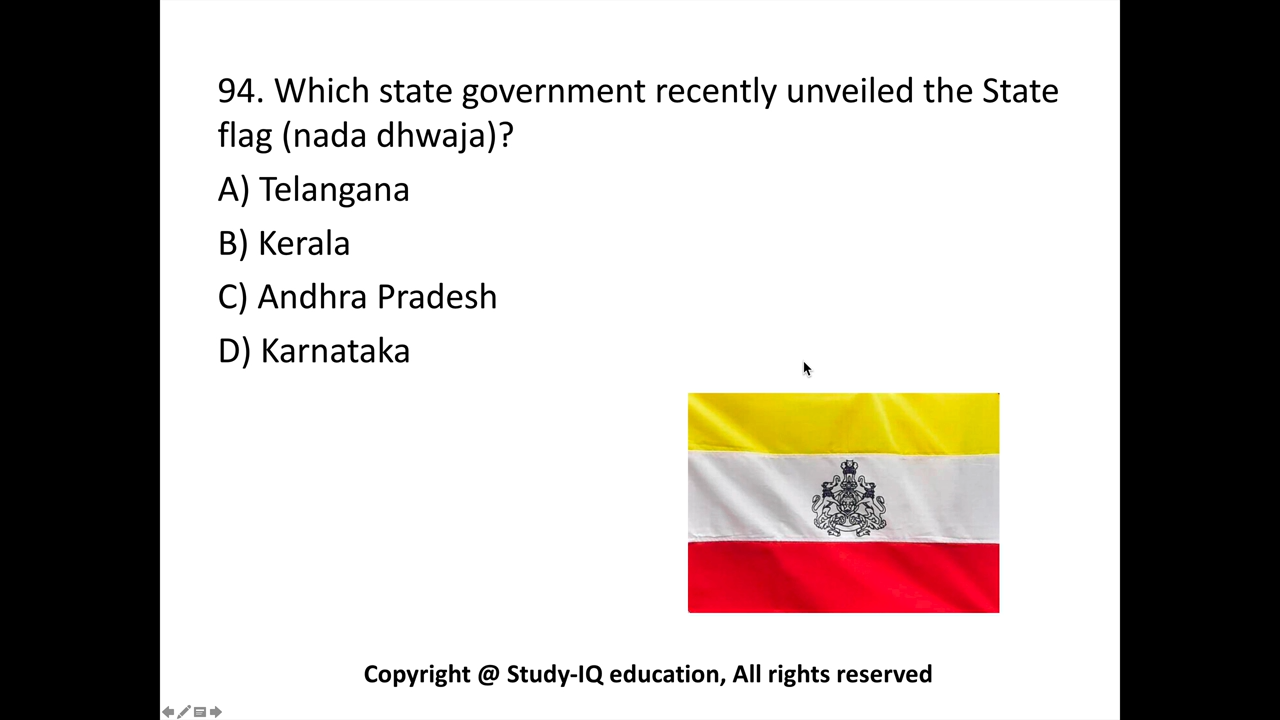 94. Which state government recently unveiled the State
flag (nada dhwaja)?
A) Telangana
B) Kerala
C) Andhra Pradesh
D) Karnataka
Copyright @ Study-IQ education, All rights reserved